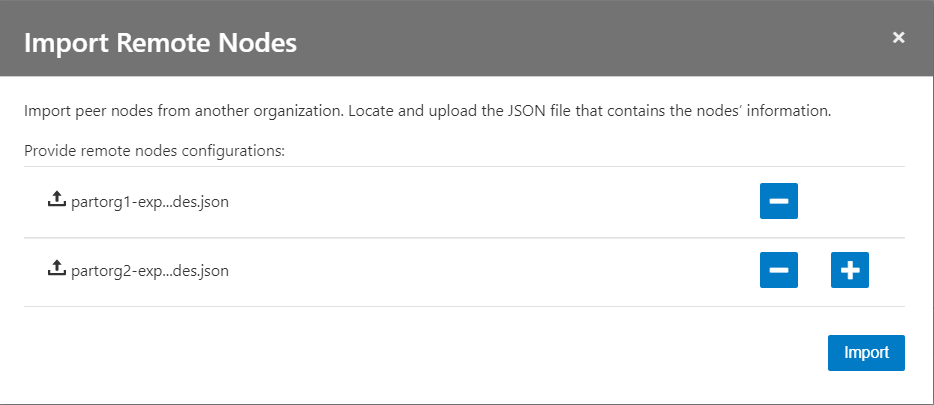 Import Remote Nodes
Import peer nodes from another organization. Locate and upload the JSON file that contains the nodes’ information.
Provide remote nodes configurations:
partorg1-exp...des.json
partorg2-exp...des.json
Import